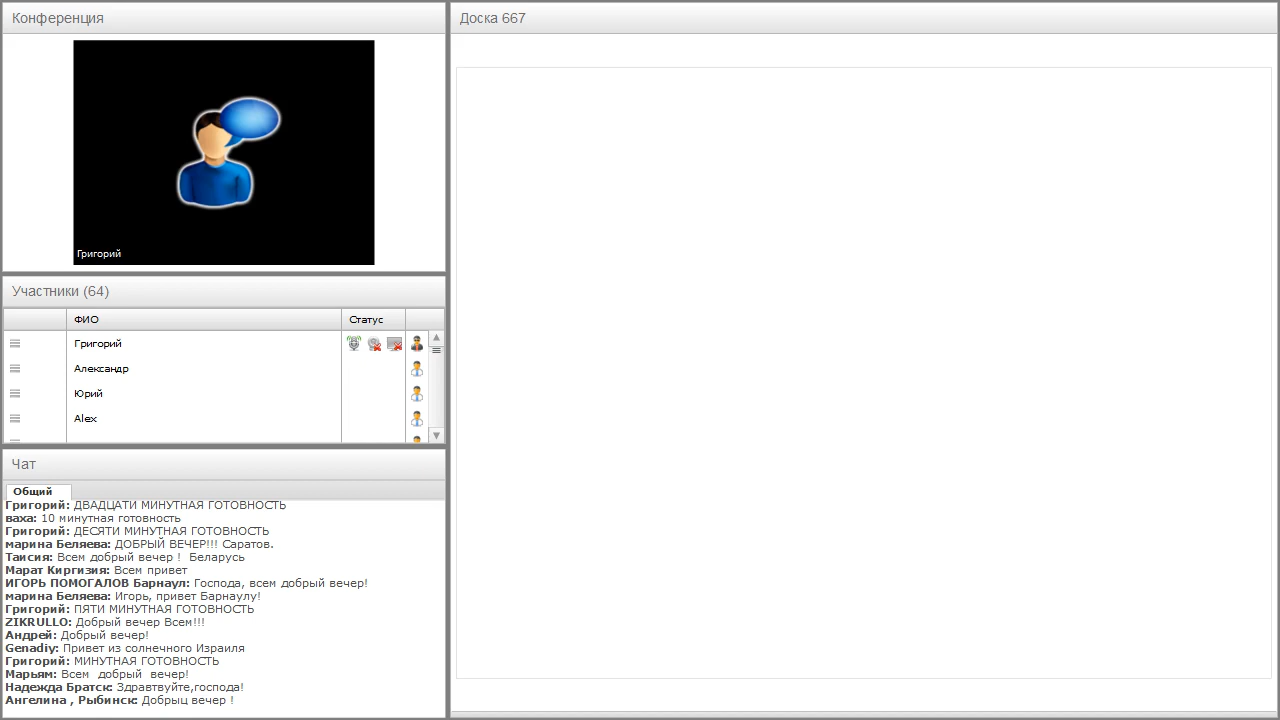 Конференция
Григорий
Участники (64)
ФИО Статус
Григорий
Александр
Юрий
Alex
Чат
Общий
Григорий: ДВАДЦАТИ МИНУТНАЯ ГОТОВНОСТЬ
ваха: 10 минутная готовность
Григорий: ДЕСЯТИ МИНУТНАЯ ГОТОВНОСТЬ
марина Беляева: ДОБРЫЙ ВЕЧЕР!!! Саратов.
Таисия: Всем добрый вечер !  Беларусь
Марат Киргизия: Всем привет
ИГОРЬ ПОМОГАЛОВ Барнаул: Господа, всем добрый вечер!
марина Беляева: Игорь, привет Барнаулу!
Григорий: ПЯТИ МИНУТНАЯ ГОТОВНОСТЬ
ZIKRULLO: Добрый вечер Всем!!!
Андрей: Добрый вечер!
Genadiy: Привет из солнечного Израиля
Григорий: МИНУТНАЯ ГОТОВНОСТЬ
Марьям: Всем  добрый  вечер!
Надежда Братск: Здраствуйте,господа!
Ангелина , Рыбинск: Добрыц вечер !
Доска 667